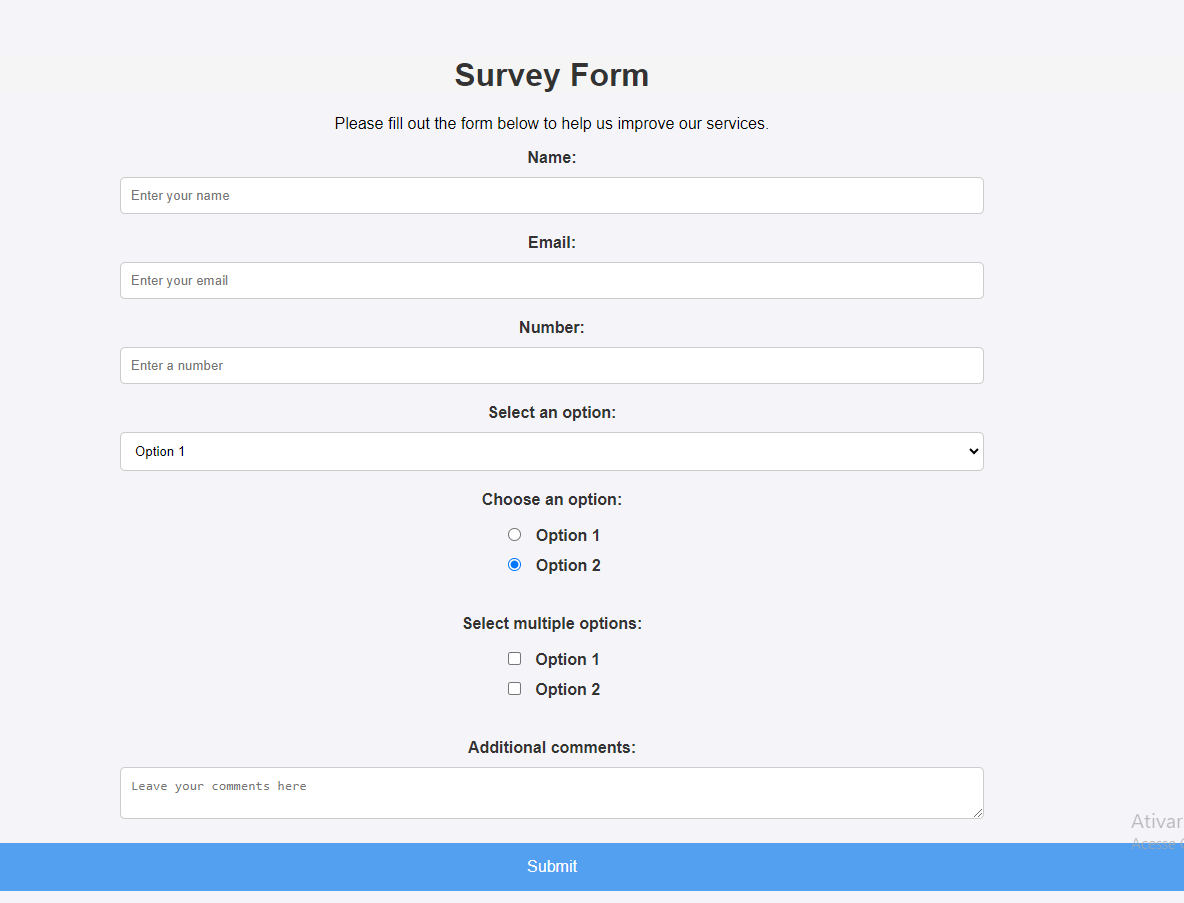 Survey Form
Please fill out the form below to help us improve our services.
Name:
Enter your name
Email:
Enter your email
Number:
Enter a number
Select an option:
Option 1
Choose an option:
Option 1
Option 2
Select multiple options:
Option 1
Option 2
Additional comments:
Leave your comments here
Ativar
Acesse
Submit